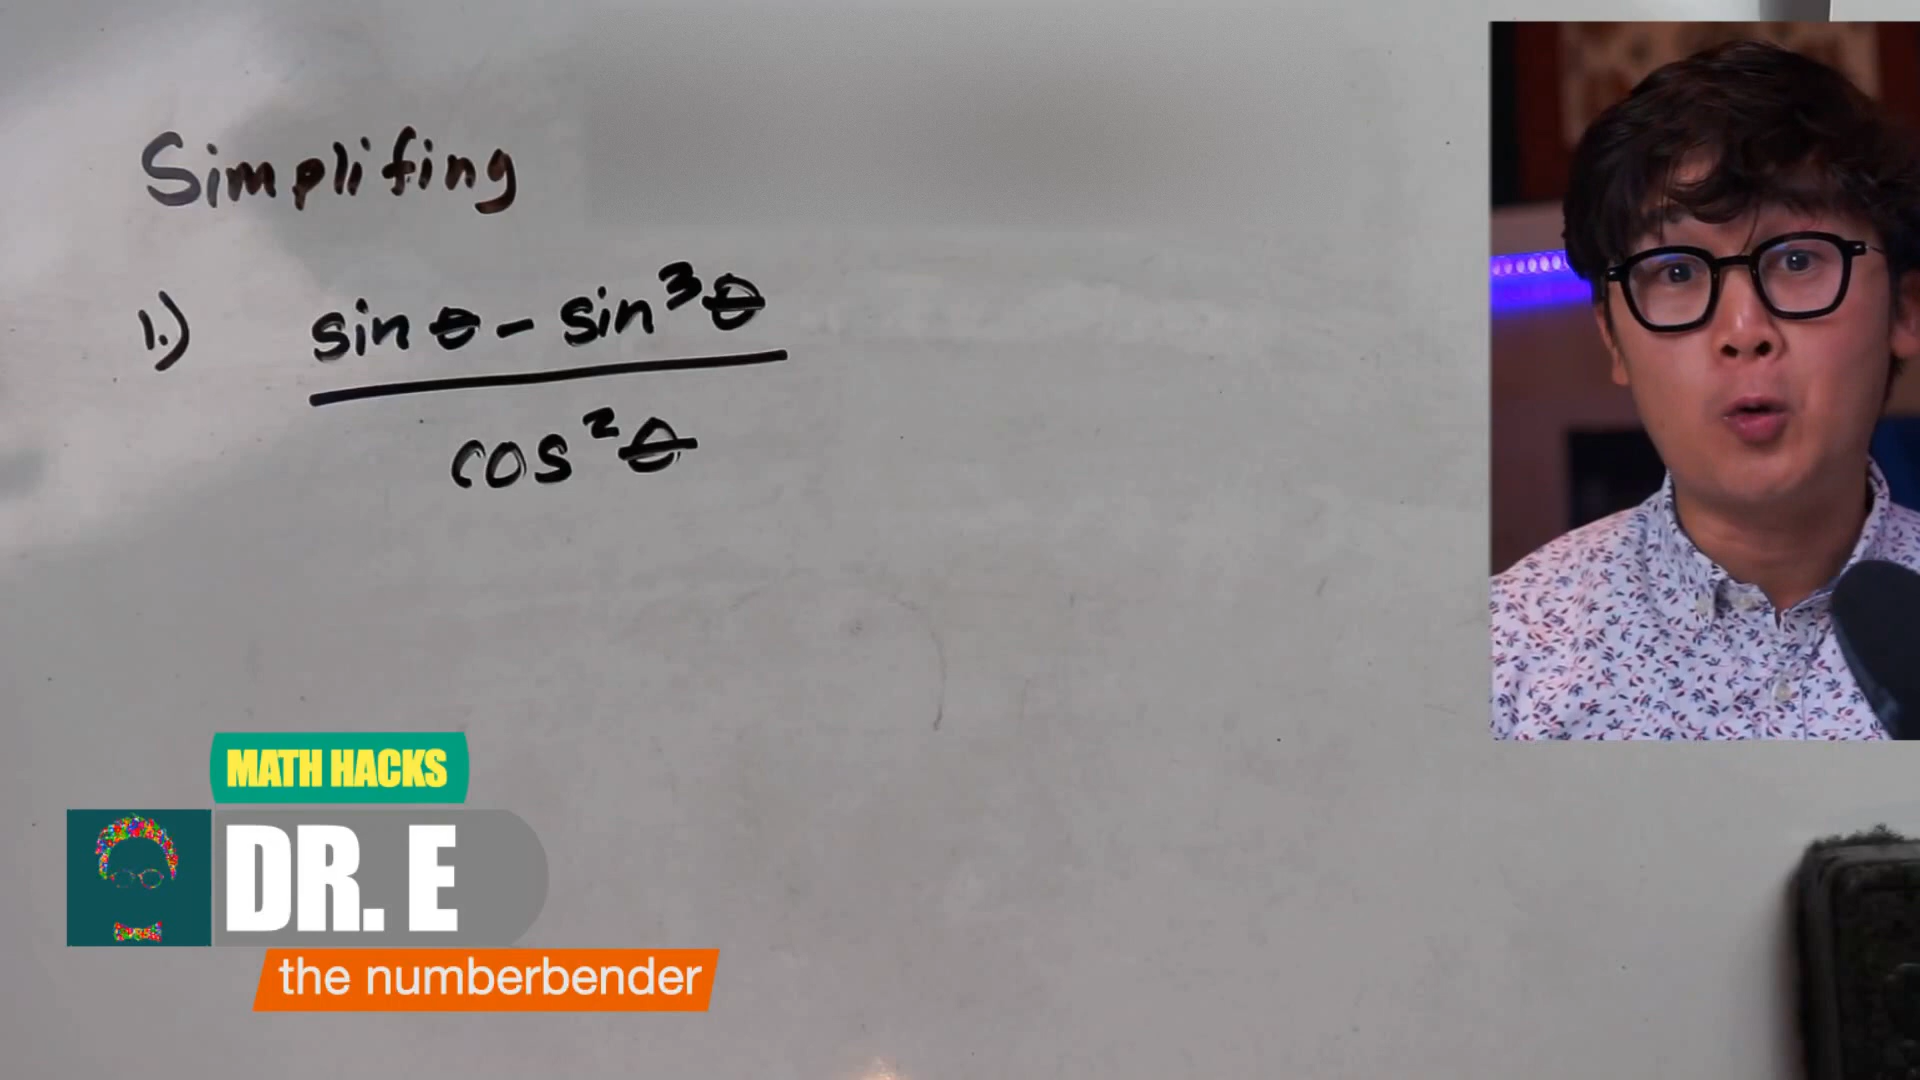 Simplifing
1.) sin θ - sin³θ
cos²θ
MATH HACKS
DR. E
the numberbender